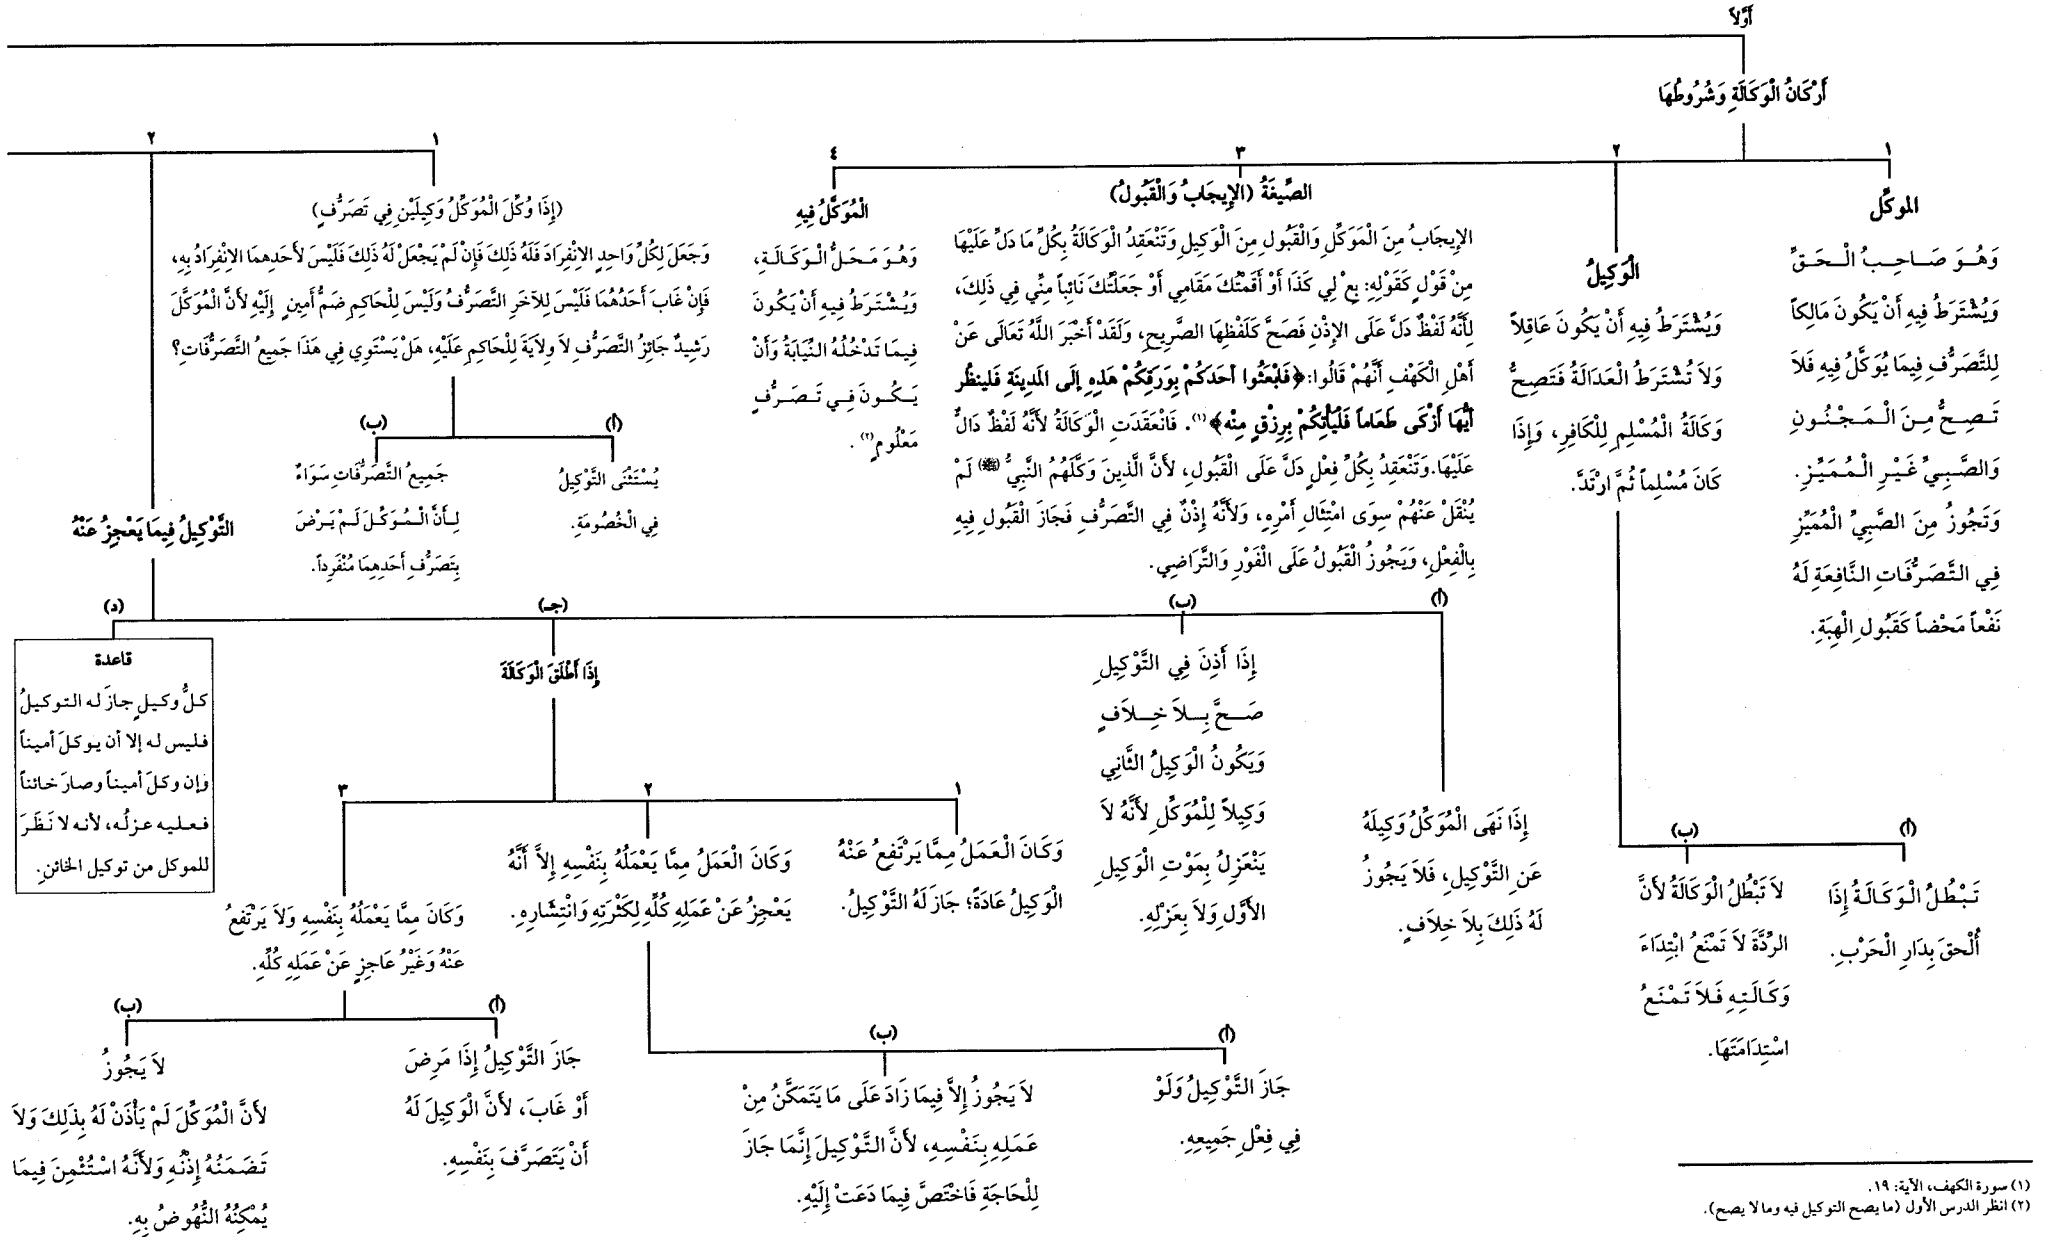 أَوَّلاً
أَرْكَانُ الْوَكَالَةِ وَشُرُوطُهَا
١
الموكِّل
وَهُوَ صَاحِبُ الْحَقِّ
وَيُشْتَرَطُ فِيهِ أَنْ يَكُونَ مَالِكاً
لِلتَّصَرُّفِ فِيمَا يُوَكَّلُ فِيهِ فَلاَ
تَصِحُّ مِنَ الْمَجْنُونِ
وَالصَّبِيِّ غَيْرِ الْمُمَيِّزِ.
وَتَجُوزُ مِنَ الصَّبِيِّ الْمُمَيِّزِ
فِي التَّصَرُّفَاتِ النَّافِعَةِ لَهُ
نَفْعاً مَحْضاً كَقَبُولِ الْهِبَةِ.
٢
الْوَكِيلُ
وَيُشْتَرَطُ فِيهِ أَنْ يَكُونَ عَاقِلاً
وَلاَ تُشْتَرَطُ الْعَدَالَةُ فَتَصِحُّ
وَكَالَةُ الْمُسْلِمِ لِلْكَافِرِ، وَإِذَا
كَانَ مُسْلِماً ثُمَّ ارْتَدَّ.
(أ)
تَبْطُلُ الْوَكَالَةُ إِذَا
أُلْحقَ بِدَارِ الْحَرْبِ.
(ب)
لاَ تَبْطُلُ الْوَكَالَةُ لأَنَّ
الرِّدَّةَ لاَ تَمْنَعُ ابْتِدَاءَ
وَكَالَتِهِ فَلاَ تَمْنَعُ
اسْتِدَامَتَهَا.
٣
الصِّيغَةُ (الإِيجَابُ وَالْقَبُولُ)
الإِيجَابُ مِنَ الْمَوَكِّلِ وَالْقَبُولِ مِنَ الْوَكِيلِ وَتَنْعَقِدُ الْوَكَالَةُ بِكُلِّ مَا دَلَّ عَلَيْهَا
مِنْ قَوْلٍ كَقَوْلِهِ: بِعْ لِي كَذَا أَوْ أَقَمْتُكَ مَقَامِي أَوْ جَعَلْتُكَ نَائِباً مِنِّي فِي ذَلِكَ،
لِأَنَّهُ لَفْظٌ دَلَّ عَلَى الإِذْنِ فَصَحَّ كَلَفْظِهَا الصَّرِيحِ، وَلَقَدْ أَخْبَرَ اللَّهُ تَعَالَى عَنْ
أَهْلِ الْكَهْفِ أَنَّهُمْ قَالُوا: ﴿فَابْعَثُوا أَحَدَكُمْ بِوَرَقِكُمْ هَذِهِ إِلَى الْمَدِينَةِ فَلْيَنظُر
أَيُّهَا أَزْكَى طَعَاماً فَلْيَأْتِكُمْ بِرِزْقٍ مِنْه﴾(١). فَانْعَقَدَتِ الْوَكَالَةُ لأَنَّهُ لَفْظٌ دَالٌّ
عَلَيْهَا. وَتَنْعَقِدُ بِكُلِّ فِعْلٍ دَلَّ عَلَى الْقَبُولِ، لأَنَّ الَّذِينَ وَكَّلَهُمُ النَّبِيُّ (ﷺ) لَمْ
يُنْقَلْ عَنْهُمْ سِوَى امْتِثَالِ أَمْرِهِ، وَلأَنَّهُ إِذْنٌ فِي التَّصَرُّفِ فَجَازَ الْقَبُولِ فِيهِ
بِالْفِعْلِ، وَيَجُوزُ الْقَبُولُ عَلَى الْفَوْرِ وَالتَّرَاضِي.
٤
الْمُوَكَّلُ فِيهِ
وَهُوَ مَحَلُّ الْوَكَالَةِ،
وَيُشْتَرَطُ فِيهِ أَنْ يَكُونَ
فِيمَا تَدْخُلُهُ النِّيَابَةُ وَأَنْ
يَكُونَ فِي تَصَرُّفٍ
مَعْلُومٍ(٢).
١
(إِذَا وُكِّلَ الْمُوَكِّلُ وَكِيلَيْنِ فِي تَصَرُّفٍ)
وَجَعَلَ لِكُلِّ وَاحِدٍ الانْفِرَادَ فَلَهُ ذَلِكَ فَإِنْ لَمْ يَجْعَلْ لَهُ ذَلِكَ فَلَيْسَ لأَحَدِهِمَا الانْفِرَادُ بِهِ،
فَإِنْ غَابَ أَحَدُهُمَا فَلَيْسَ لِلآخَرِ التَّصَرُّفُ وَلَيْسَ لِلْحَاكِمِ ضَمُّ أَمِينٍ إِلَيْهِ لأَنَّ الْمُوَكِّلَ
رَشِيدٌ جَائِزُ التَّصَرُّفِ لاَ وِلاَيَةَ لِلْحَاكِمِ عَلَيْهِ، هَلْ يَسْتَوِي فِي هَذَا جَمِيعُ التَّصَرُّفَاتِ؟
(أ)
يُسْتَثْنَى التَّوْكِيلُ
فِي الْخُصُومَةِ.
(ب)
جَمِيعُ التَّصَرُّفَاتِ سَوَاءٌ
لِأَنَّ الْمُوَكِّلَ لَمْ يَرْضَ
بِتَصَرُّفِ أَحَدِهِمَا مُنْفَرِداً.
٢
التَّوْكِيلُ فِيمَا يَعْجِزُ عَنْهُ
(أ)
إِذَا نَهَى الْمُوَكِّلُ وَكِيلَهُ
عَنِ التَّوْكِيلِ، فَلاَ يَجُوزُ
لَهُ ذَلِكَ بِلاَ خِلاَفٍ.
(ب)
إِذَا أَذِنَ فِي التَّوْكِيلِ
صَحَّ بِلاَ خِلاَفٍ
وَيَكُونُ الْوَكِيلُ الثَّانِي
وَكِيلاً لِلْمُوَكِّلِ لأَنَّهُ لاَ
يَنْعَزِلُ بِمَوْتِ الْوَكِيلِ
الأَوَّلِ وَلاَ بِعَزْلِهِ.
(جـ)
إِذَا أَطْلَقَ الْوَكَالَةَ
١
وَكَانَ الْعَمَلُ مِمَّا يَرْتَفِعُ عَنْهُ
الْوَكِيلُ عَادَةً؛ جَازَ لَهُ التَّوْكِيلُ.
٢
وَكَانَ الْعَمَلُ مِمَّا يَعْمَلُهُ بِنَفْسِهِ إِلاَّ أَنَّهُ
يَعْجِزُ عَنْ عَمَلِهِ كُلِّهِ لِكَثْرَتِهِ وَانْتِشَارِهِ.
(أ)
جَازَ التَّوْكِيلُ وَلَوْ
فِي فِعْلِ جَمِيعِهِ.
(ب)
لاَ يَجُوزُ إِلاَّ فِيمَا زَادَ عَلَى مَا يَتَمَكَّنُ مِنْ
عَمَلِهِ بِنَفْسِهِ، لأَنَّ التَّوْكِيلَ إِنَّمَا جَازَ
لِلْحَاجَةِ فَاخْتَصَّ فِيمَا دَعَتْ إِلَيْهِ.
٣
وَكَانَ مِمَّا يَعْمَلُهُ بِنَفْسِهِ وَلاَ يَرْتَفِعُ
عَنْهُ وَغَيْرُ عَاجِزٍ عَنْ عَمَلِهِ كُلِّهِ.
(أ)
جَازَ التَّوْكِيلُ إِذَا مَرِضَ
أَوْ غَابَ، لأَنَّ الْوَكِيلَ لَهُ
أَنْ يَتَصَرَّفَ بِنَفْسِهِ.
(ب)
لاَ يَجُوزُ
لأَنَّ الْمُوَكِّلَ لَمْ يَأْذَنْ لَهُ بِذَلِكَ وَلاَ
تَضَمَنُهُ إِذْنُهُ وَلأَنَّهُ اسْتُئْمِنَ فِيمَا
يُمْكِنُهُ النُّهُوضُ بِهِ.
(د)
قاعدة
كلُّ وكيلٍ جازَ له التوكيلُ
فليس له إلا أن يوكلَ أميناً
وإن وكلَ أميناً وصارَ خائناً
فعليه عزلُه، لأنه لا نَظَرَ
للموكل من توكيل الخائنِ.
(١) سورة الكهف، الآية: ١٩.
(٢) انظر الدرس الأول (ما يصح التوكيل فيه وما لا يصح).